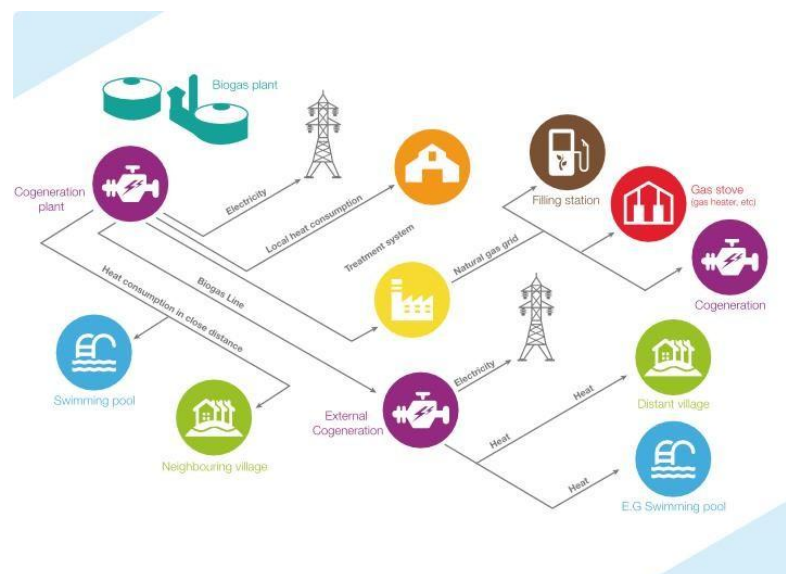 Biogas plant
Cogeneration
plant
Electricity
Local heat consumption
Treatment system
Natural gas grid
Filling station
Gas stove
(gas heater, etc)
Cogeneration
Heat consumption in close distance
Biogas Line
Swimming pool
Neighbouring village
External
Cogeneration
Electricity
Heat
Heat
Distant village
Heat
E.G Swimming pool